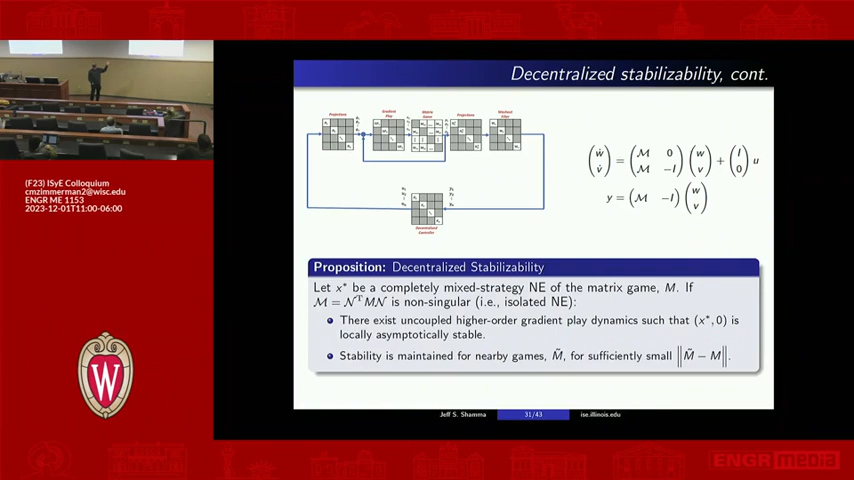 Decentralized stabilizability, cont.
Projections
Gradient Play
Matrix Game
Projections
Washout Filter
Decentralized Controller
(ẇ v̇) = (ℳ 0 ℳ −I) (w v) + (I 0) u
y = (ℳ −I) (w v)
Proposition: Decentralized Stabilizability
Let x* be a completely mixed-strategy NE of the matrix game, M. If
ℳ = 𝒩ᵀM𝒩 is non-singular (i.e., isolated NE):
There exist uncoupled higher-order gradient play dynamics such that (x*, 0) is
locally asymptotically stable.
Stability is maintained for nearby games, M̃, for sufficiently small ‖M̃ − M‖.
Jeff S. Shamma 31/43 ise.illinois.edu
(F23) ISyE Colloquium
cmzimmerman2@wisc.edu
ENGR ME 1153
2023-12-01T11:00-06:00
W
ENGRmedia